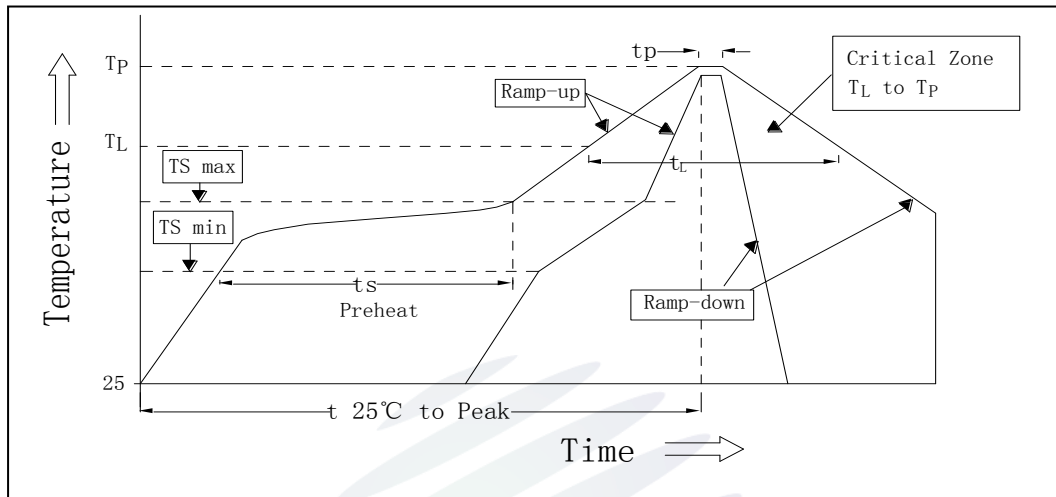 tp
TP
Critical Zone
TL to TP
Ramp-up
TL
tL
TS max
TS min
ts
Preheat
Ramp-down
25
t 25℃ to Peak
Time
Temperature